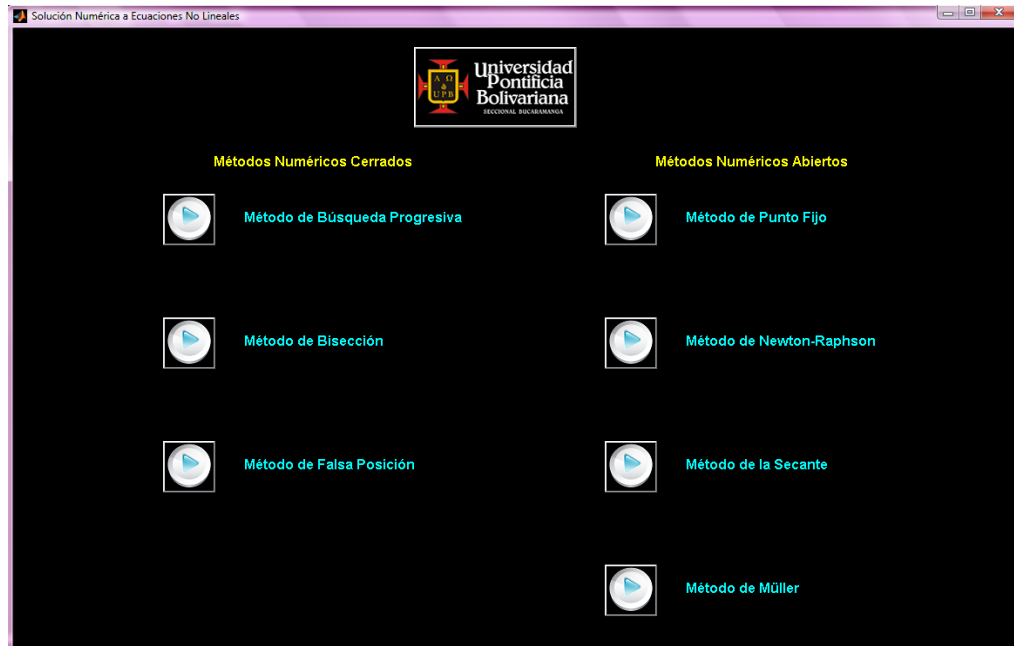 Solución Numérica a Ecuaciones No Lineales
Universidad
Pontificia
Bolivariana
SECCIONAL BUCARAMANGA
A Ω
UPB
Métodos Numéricos Cerrados
Métodos Numéricos Abiertos
Método de Búsqueda Progresiva
Método de Punto Fijo
Método de Bisección
Método de Newton-Raphson
Método de Falsa Posición
Método de la Secante
Método de Müller